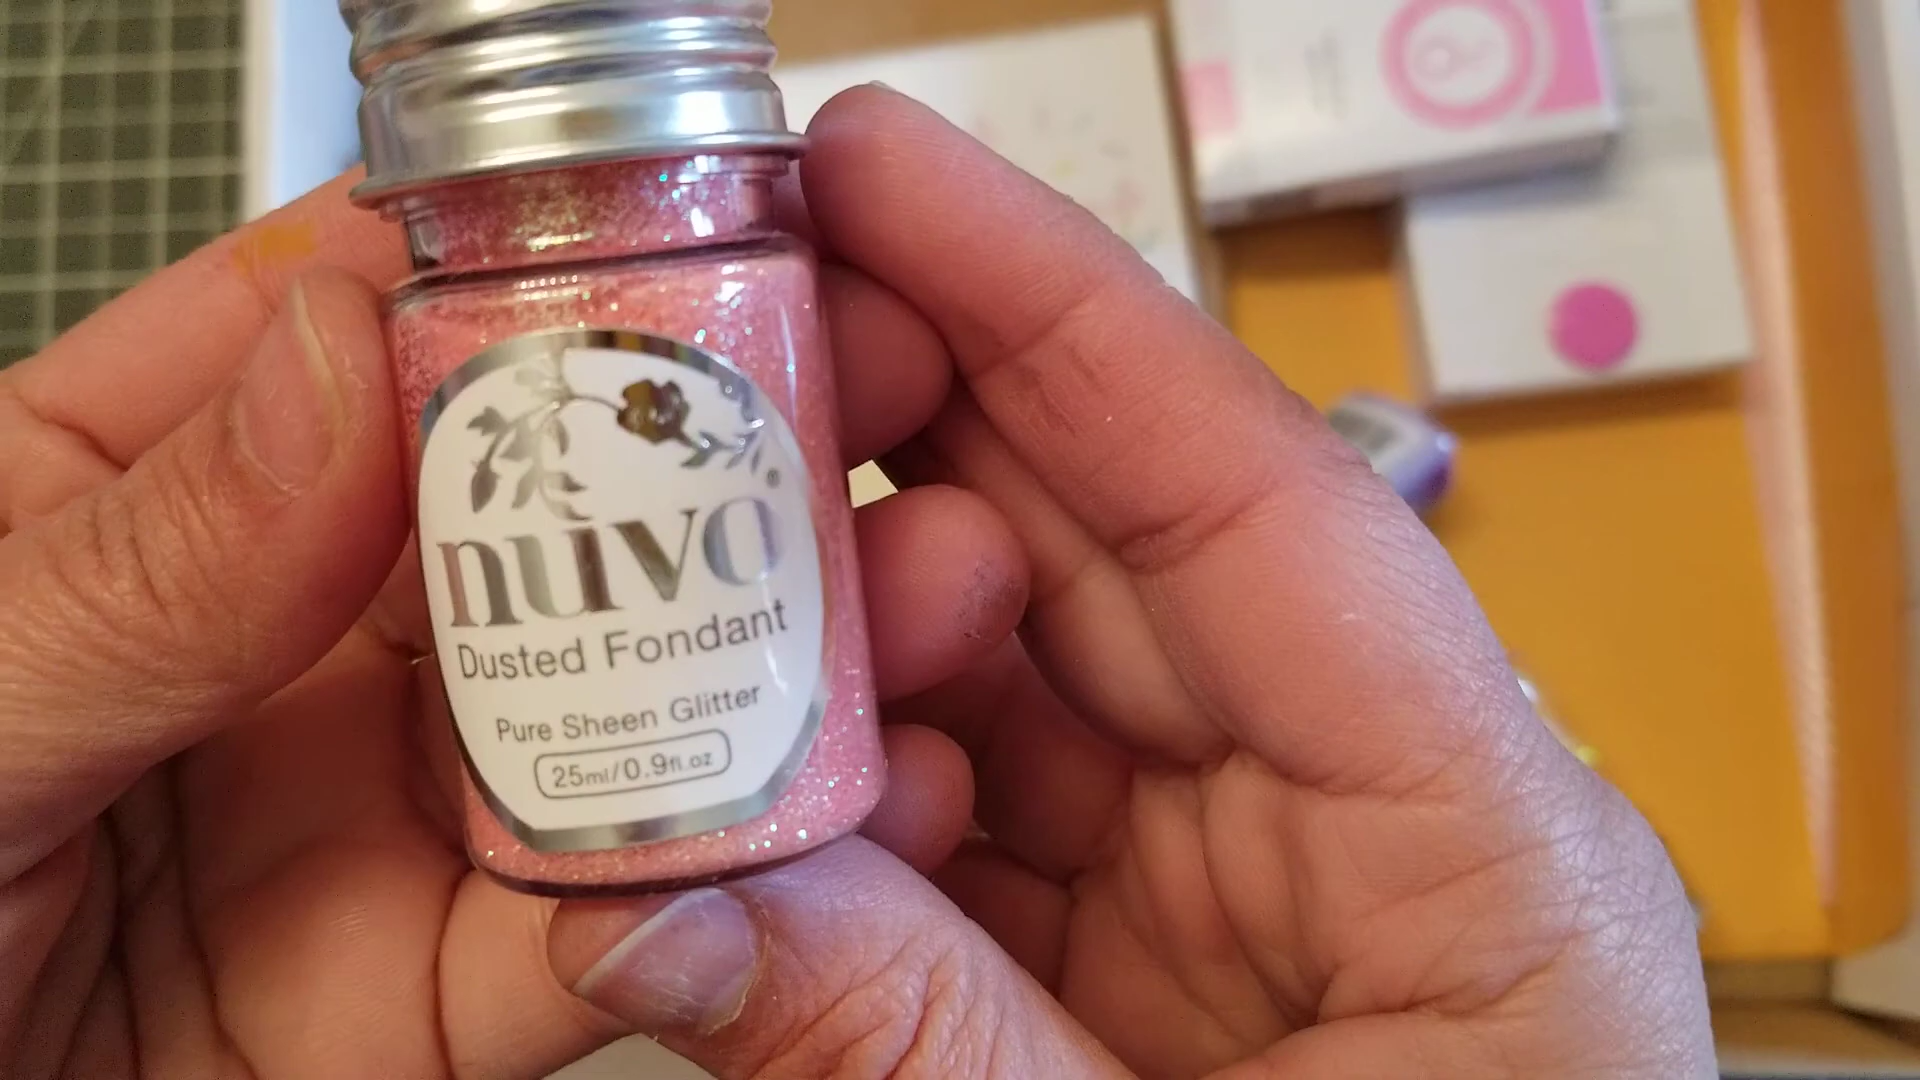 nuvo®
Dusted Fondant
Pure Sheen Glitter
25ml/0.9fl.oz